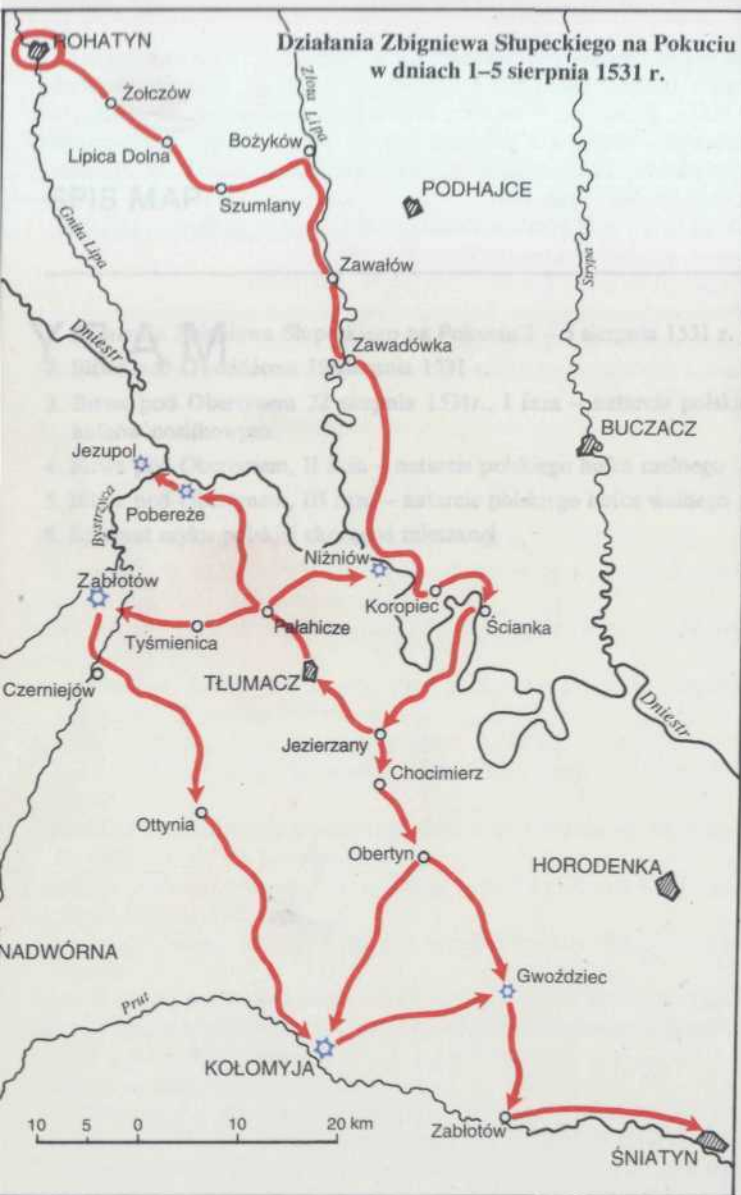 Działania Zbigniewa Słupeckiego na Pokuciu
w dniach 1–5 sierpnia 1531 r.
ROHATYN
Żołczów
Złota Lipa
Bożyków
Lipica Dolna
PODHAJCE
Szumlany
Gniła Lipa
Strypa
Zawałów
Dniestr
Zawadówka
BUCZACZ
Jezupol
Pobereże
Bystrzyca
Niżniów
Zabłotów
Koropiec
Ścianka
Pałahicze
Tyśmienica
TŁUMACZ
Czerniejów
Dniestr
Jezierzany
Chocimierz
Ottynia
Obertyn
HORODENKA
NADWÓRNA
Gwoździec
Prut
KOŁOMYJA
Zabłotów
10 5 0 10 20 km
ŚNIATYN